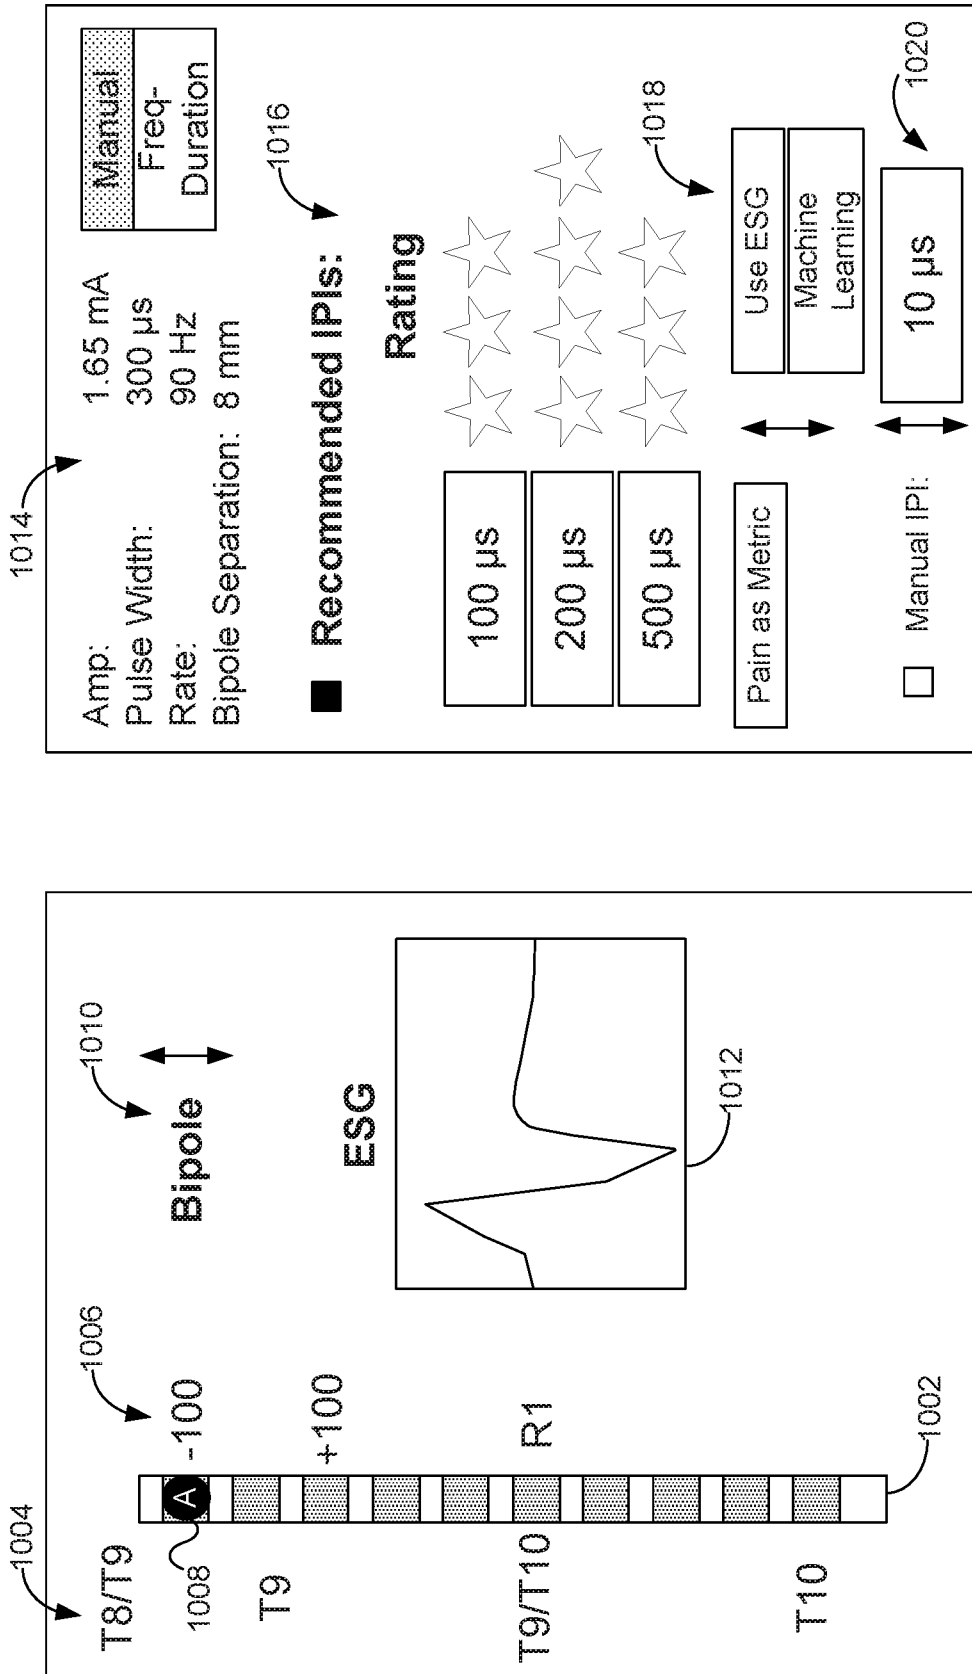 1004
T8/T9
1008
T9
T9/T10
T10
1006
-100
A
+100
R1
1002
1010
Bipole
ESG
1012
1014
Amp: 1.65 mA
Pulse Width: 300 µs
Rate: 90 Hz
Bipole Separation: 8 mm
Manual
Freq-
Duration
1016
Recommended IPIs:
Rating
100 µs
200 µs
500 µs
1018
Pain as Metric
Use ESG
Machine
Learning
1020
Manual IPI:
10 µs